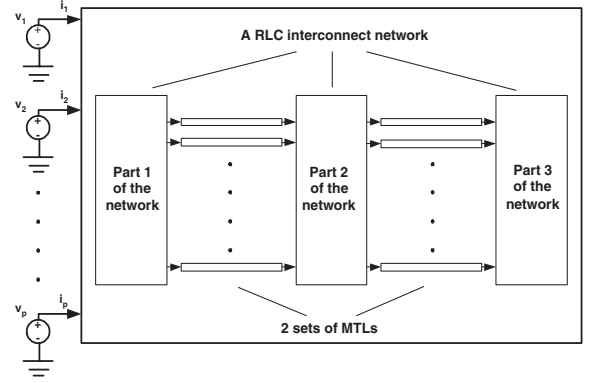 v1
i1
+
-
A RLC interconnect network
v2
i2
+
-
Part 1
of the
network
Part 2
of the
network
Part 3
of the
network
vp
ip
+
-
2 sets of MTLs